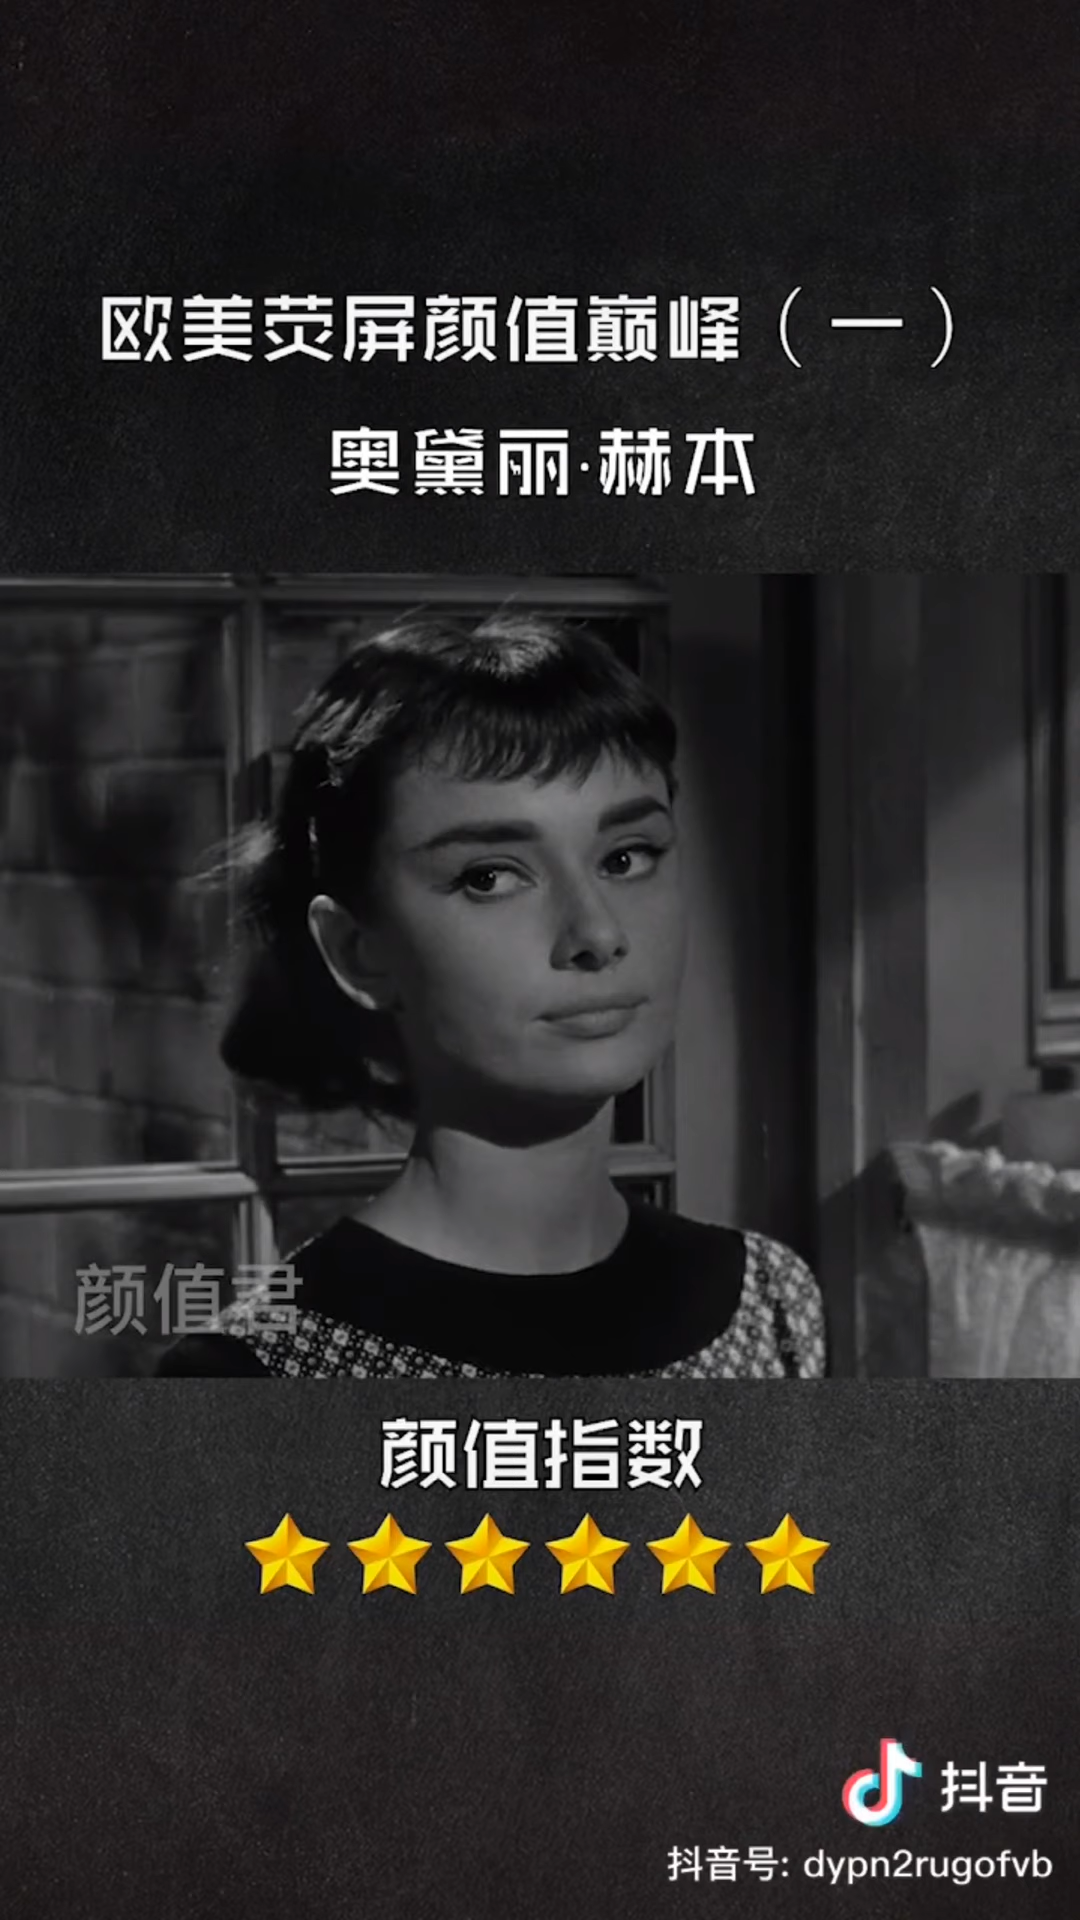 欧美荧屏颜值巅峰（一）
奥黛丽·赫本
颜值君
颜值指数
抖音
抖音号: dypn2rugofvb